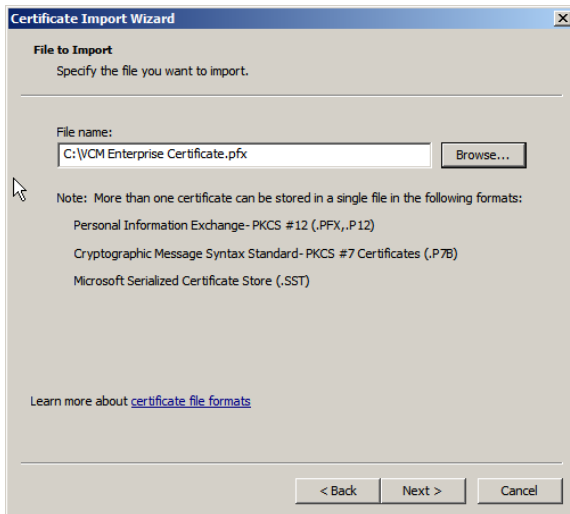 Certificate Import Wizard
File to Import
Specify the file you want to import.
File name:
C:\VCM Enterprise Certificate.pfx
Browse...
Note: More than one certificate can be stored in a single file in the following formats:
Personal Information Exchange- PKCS #12 (.PFX,.P12)
Cryptographic Message Syntax Standard- PKCS #7 Certificates (.P7B)
Microsoft Serialized Certificate Store (.SST)
Learn more about certificate file formats
< Back Next > Cancel